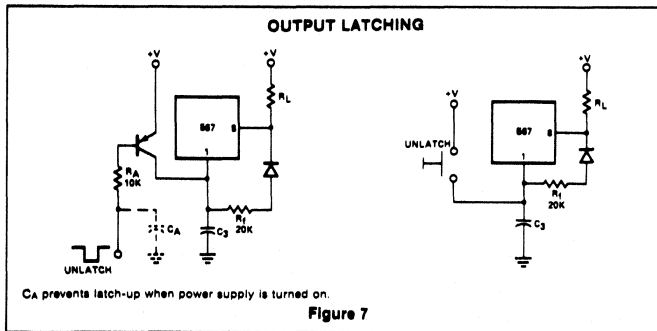 OUTPUT LATCHING
+V
+V
RL
567
8
1
RA
10K
Rf
20K
CA
C3
UNLATCH
+V
+V
RL
567
8
1
UNLATCH
Rf
20K
C3
CA prevents latch-up when power supply is turned on.
Figure 7